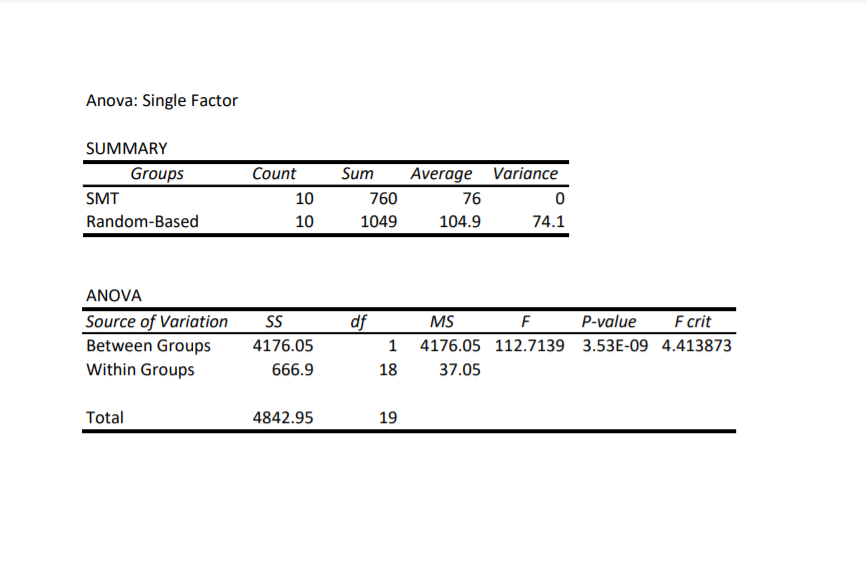 Anova: Single Factor
SUMMARY
Groups Count Sum Average Variance
SMT 10 760 76 0
Random-Based 10 1049 104.9 74.1
ANOVA
Source of Variation SS df MS F P-value F crit
Between Groups 4176.05 1 4176.05 112.7139 3.53E-09 4.413873
Within Groups 666.9 18 37.05
Total 4842.95 19